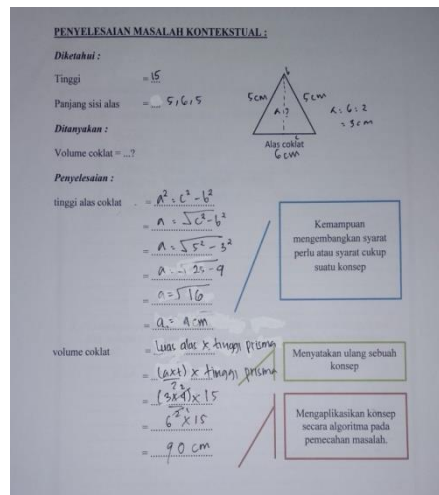 PENYELESAIAN MASALAH KONTEKSTUAL :
Diketahui :
Tinggi = 15
Panjang sisi alas = 5, 6, 5
5cm
5cm
Alas coklat
6 cm
= 3 cm
Ditanyakan :
Volume coklat = ...?
Penyelesaian :
tinggi alas coklat = a² = c² - b²
= a = √c² - b²
= a = √5² - 3²
= a = √25 - 9
= a = √16
= a = 4 cm
Kemampuan
mengembangkan syarat
perlu atau syarat cukup
suatu konsep
volume coklat = luas alas x tinggi prisma
= (axt) x tinggi prisma
= (3x4) x 15
= 6 x 15
= 90 cm
Menyatakan ulang sebuah
konsep
Mengaplikasikan konsep
secara algoritma pada
pemecahan masalah.